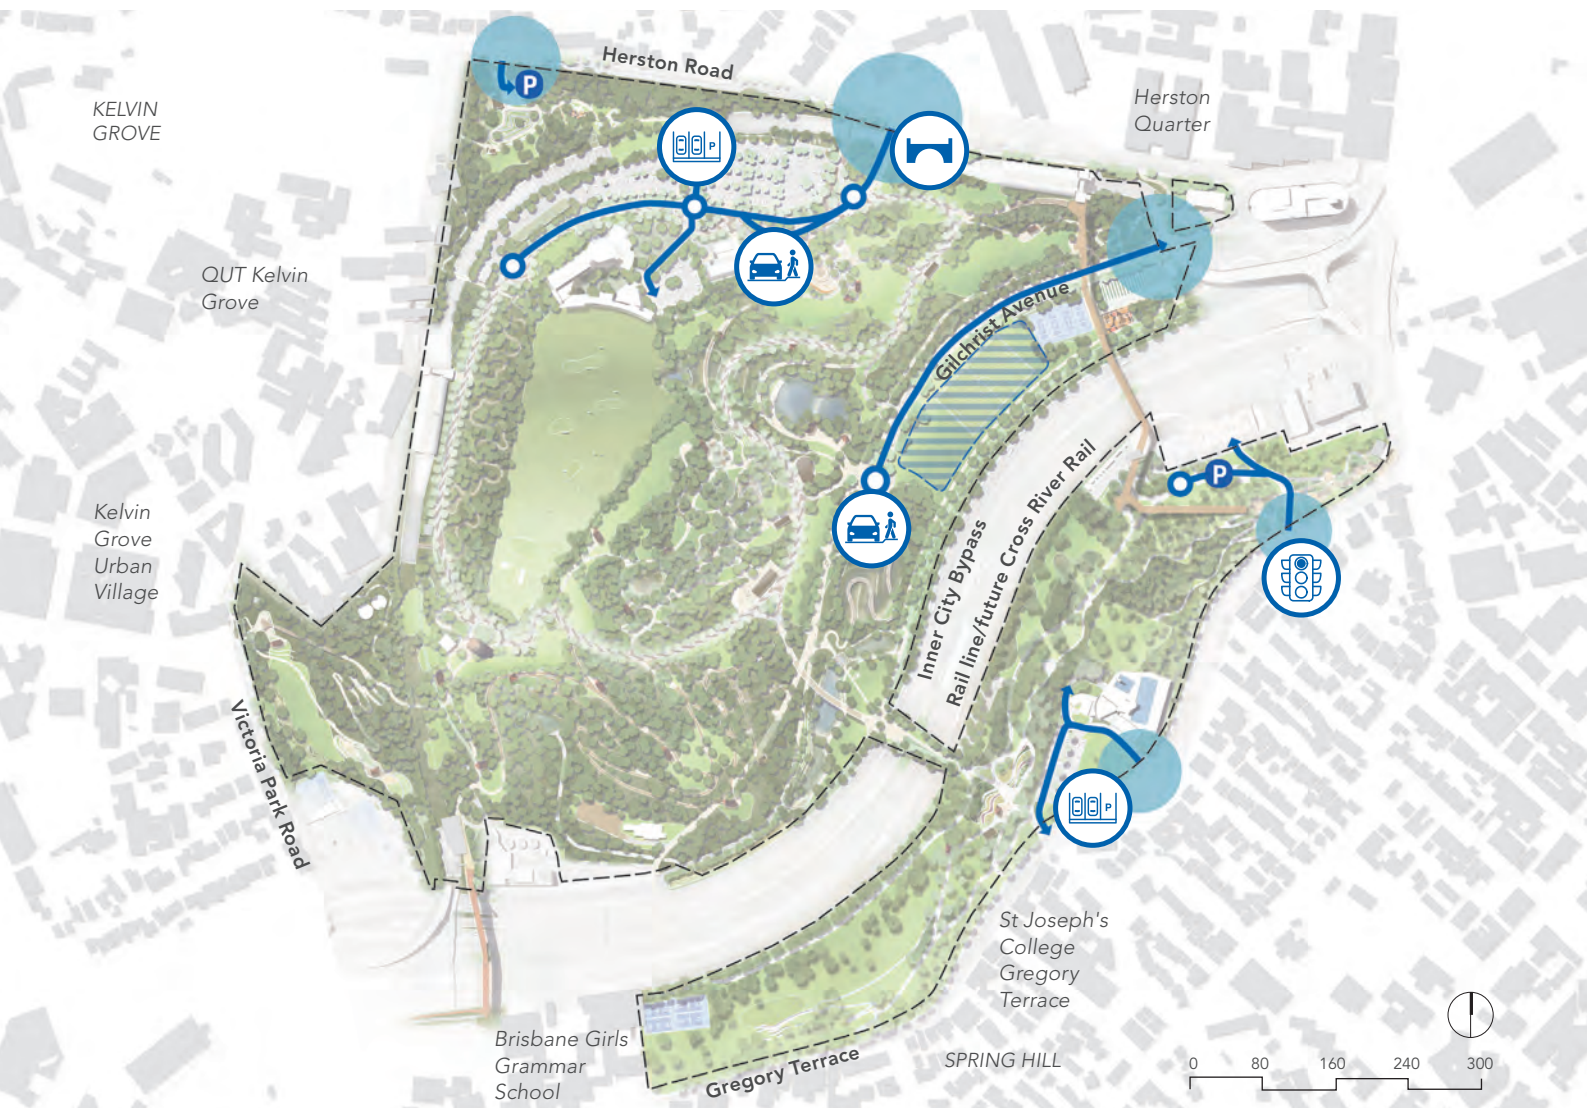 Herston Road
KELVIN
GROVE
P
P
Herston
Quarter
QUT Kelvin
Grove
Gilchrist Avenue
P
Kelvin
Grove
Urban
Village
Inner City Bypass
Rail line/future Cross River Rail
Victoria Park Road
P
St Joseph's
College
Gregory
Terrace
Brisbane Girls
Grammar
School
Gregory Terrace
SPRING HILL
0 80 160 240 300